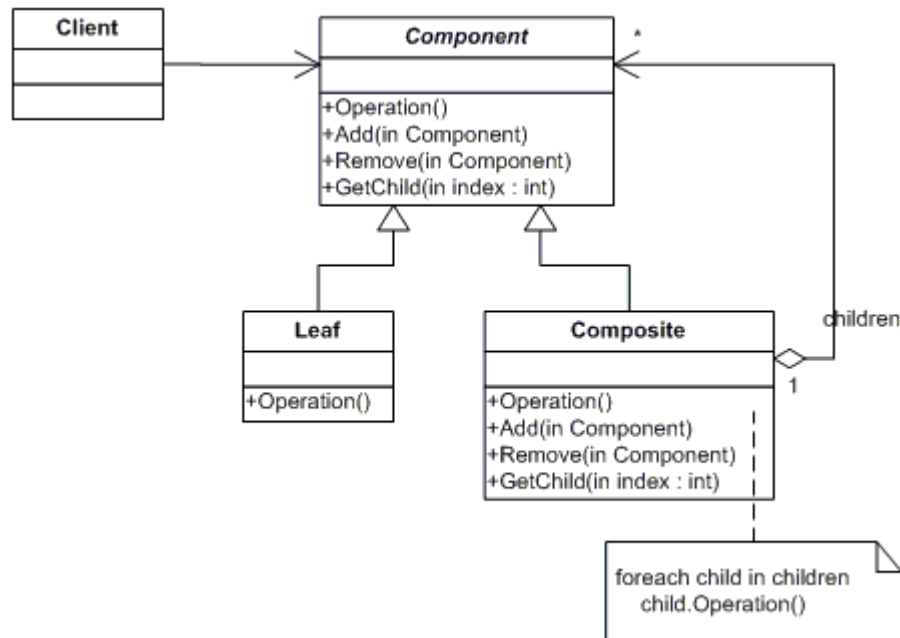 Client
Component
*
+Operation()
+Add(in Component)
+Remove(in Component)
+GetChild(in index : int)
children
Leaf
+Operation()
Composite
1
+Operation()
+Add(in Component)
+Remove(in Component)
+GetChild(in index : int)
foreach child in children
child.Operation()